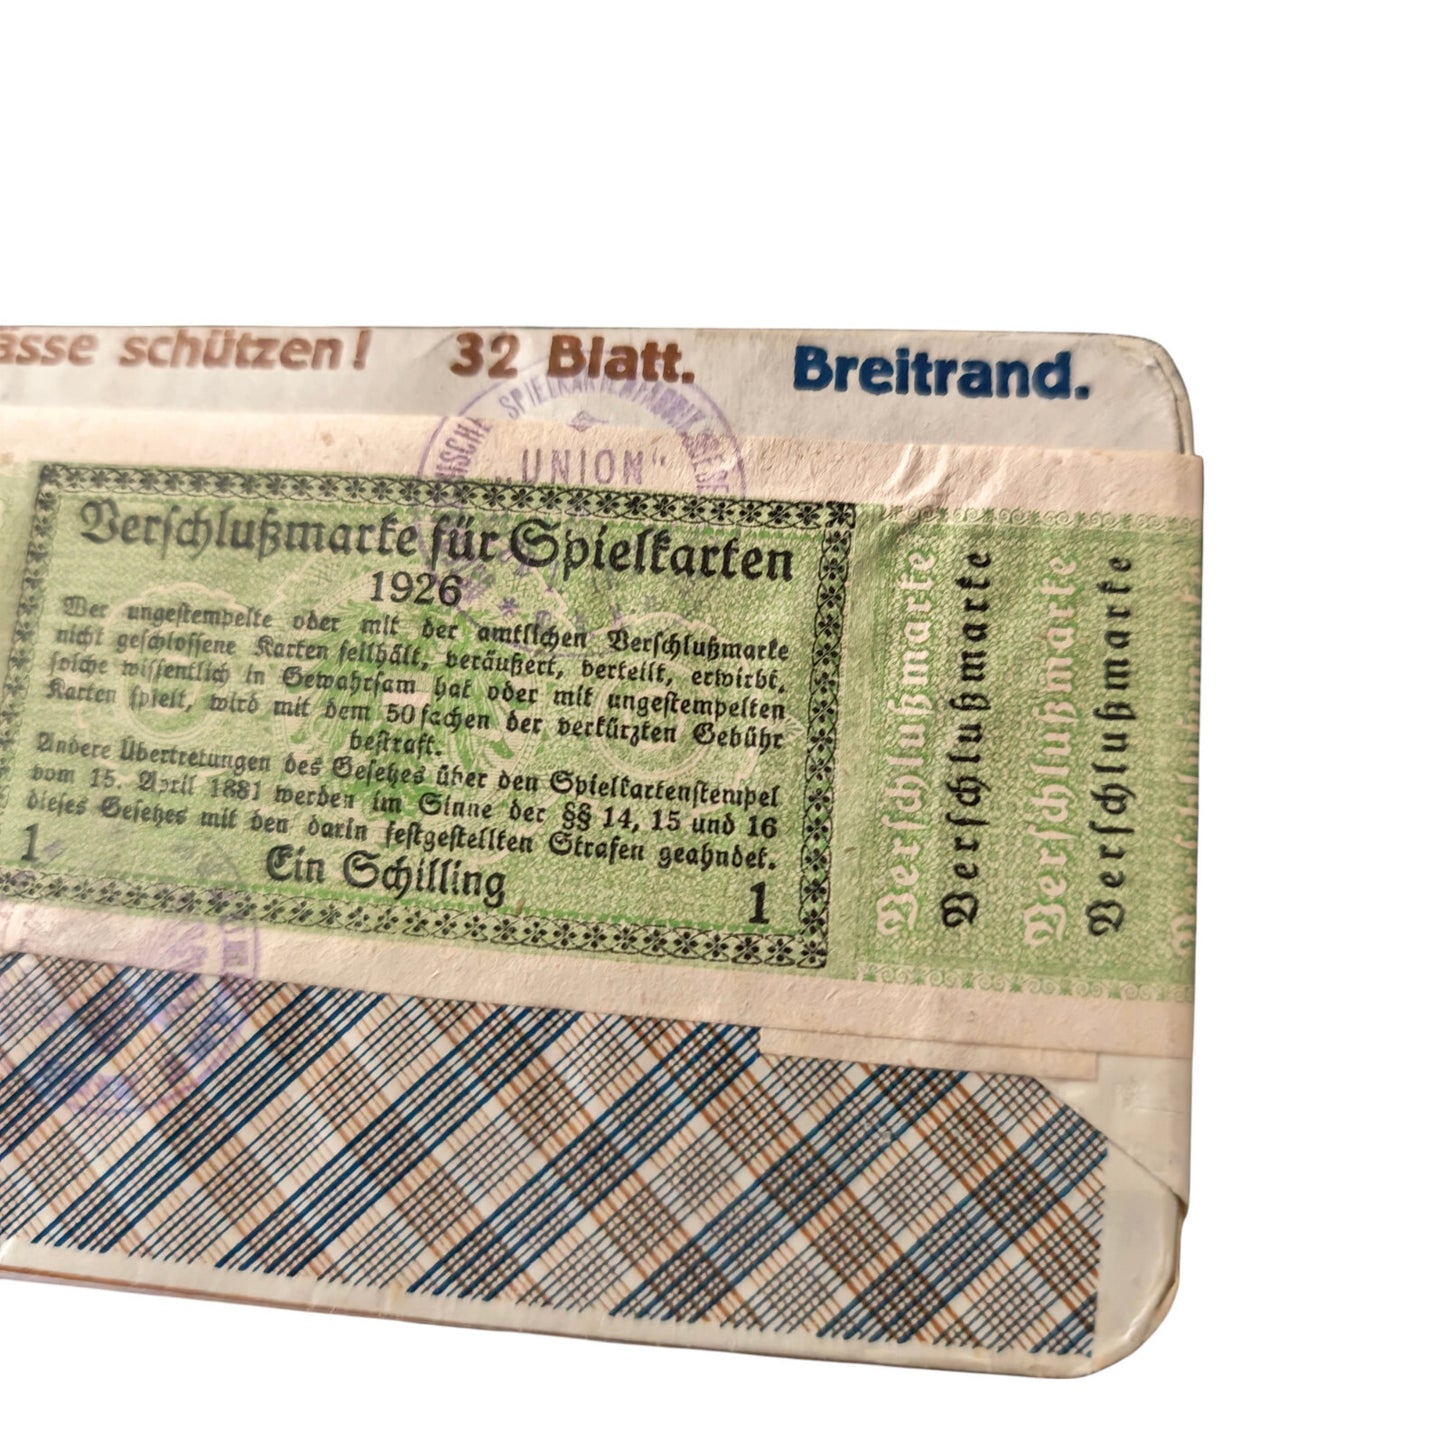 ässe schützen! 32 Blatt. Breitrand.
SPIELKARTENFABRIK
„UNION“
Verschlußmarke für Spielkarten
1926
Wer ungestempelte oder mit der amtlichen Verschlußmarke
nicht geschlossene Karten feilhält, veräußert, verteilt, erwirbt,
solche wissentlich in Gewahrsam hat oder mit ungestempelten
Karten spielt, wird mit dem 50fachen der verkürzten Gebühr
bestraft.
Andere Übertretungen des Gesetzes über den Spielkartenstempel
vom 15. April 1881 werden im Sinne der §§ 14, 15 und 16
dieses Gesetzes mit den darin festgestellten Strafen geahndet.
1 Ein Schilling 1
Verschlußmarke
Verschlußmarke
Verschlußmarke
Verschlußmarke